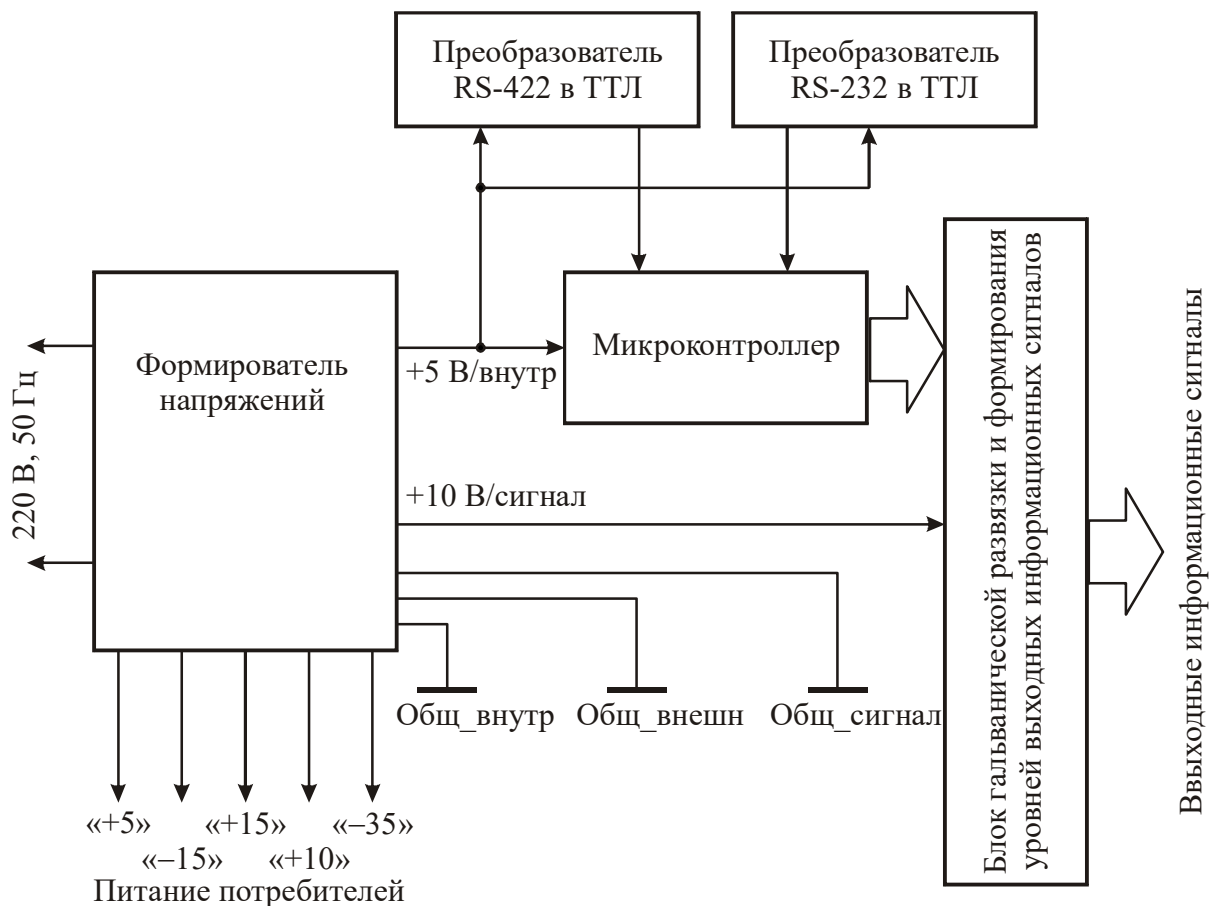 Преобразователь
RS-422 в ТТЛ
Преобразователь
RS-232 в ТТЛ
Формирователь
напряжений
220 В, 50 Гц
+5 В/внутр
Микроконтроллер
+10 В/сигнал
Блок гальванической развязки и формирования
уровней выходных информационных сигналов
Ввыходные информационные сигналы
Общ_внутр
Общ_внешн
Общ_сигнал
«+5»
«+15»
«–35»
«–15»
«+10»
Питание потребителей